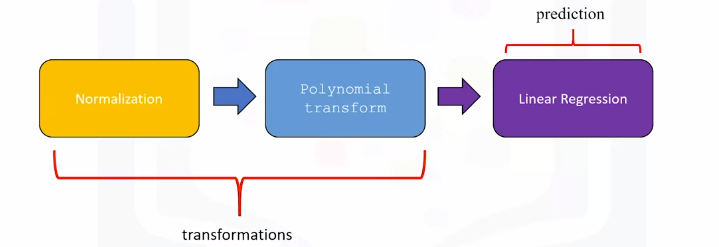 prediction
Normalization
Polynomial
transform
Linear Regression
transformations